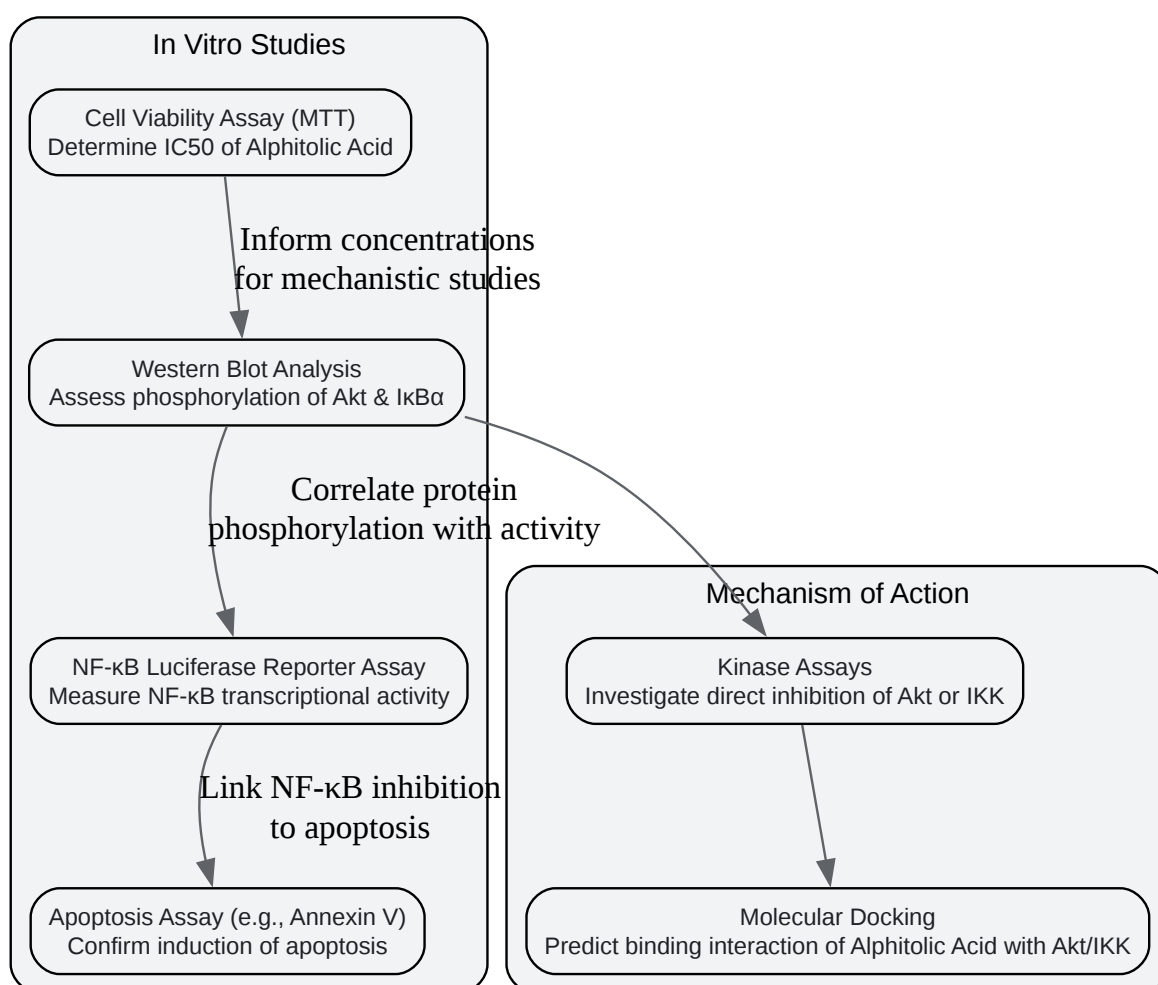 In Vitro Studies
Cell Viability Assay (MTT)
Determine IC50 of Alphitolic Acid
Inform concentrations
for mechanistic studies
Western Blot Analysis
Assess phosphorylation of Akt & IκBα
Correlate protein
phosphorylation with activity
NF-κB Luciferase Reporter Assay
Measure NF-κB transcriptional activity
Link NF-κB inhibition
to apoptosis
Apoptosis Assay (e.g., Annexin V)
Confirm induction of apoptosis
Mechanism of Action
Kinase Assays
Investigate direct inhibition of Akt or IKK
Molecular Docking
Predict binding interaction of Alphitolic Acid with Akt/IKK